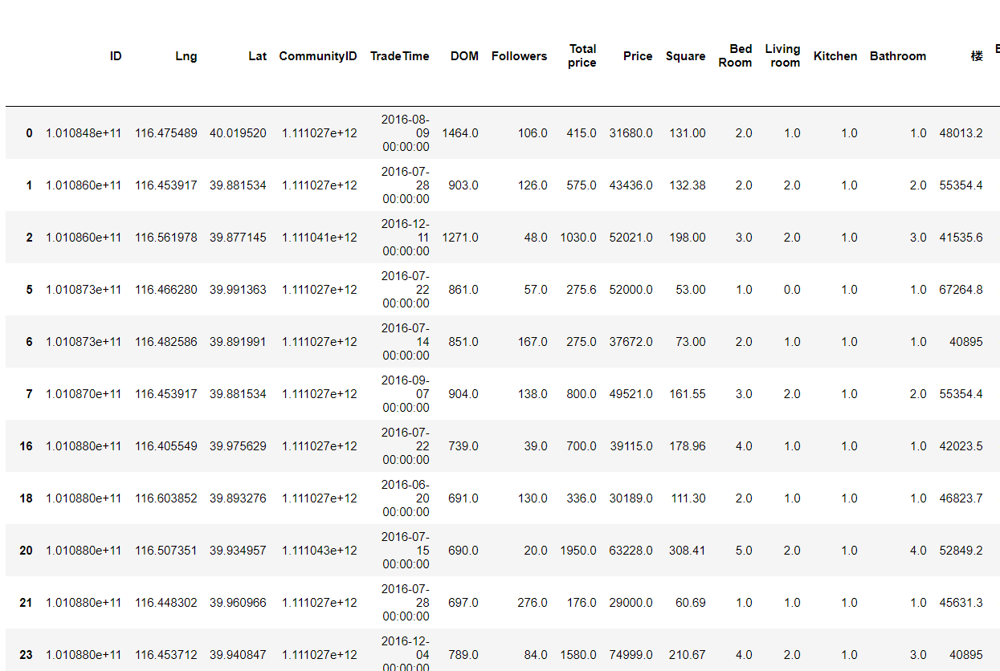 ID Lng Lat CommunityID TradeTime DOM Followers Total price Price Square Bed Room Living room Kitchen Bathroom 楼
0 1.010848e+11 116.475489 40.019520 1.111027e+12 2016-08-09 00:00:00 1464.0 106.0 415.0 31680.0 131.00 2.0 1.0 1.0 1.0 48013.2
1 1.010860e+11 116.453917 39.881534 1.111027e+12 2016-07-28 00:00:00 903.0 126.0 575.0 43436.0 132.38 2.0 2.0 1.0 2.0 55354.4
2 1.010860e+11 116.561978 39.877145 1.111041e+12 2016-12-11 00:00:00 1271.0 48.0 1030.0 52021.0 198.00 3.0 2.0 1.0 3.0 41535.6
5 1.010873e+11 116.466280 39.991363 1.111027e+12 2016-07-22 00:00:00 861.0 57.0 275.6 52000.0 53.00 1.0 0.0 1.0 1.0 67264.8
6 1.010873e+11 116.482586 39.891991 1.111027e+12 2016-07-14 00:00:00 851.0 167.0 275.0 37672.0 73.00 2.0 1.0 1.0 1.0 40895
7 1.010870e+11 116.453917 39.881534 1.111027e+12 2016-09-07 00:00:00 904.0 138.0 800.0 49521.0 161.55 3.0 2.0 1.0 2.0 55354.4
16 1.010880e+11 116.405549 39.975629 1.111027e+12 2016-07-22 00:00:00 739.0 39.0 700.0 39115.0 178.96 4.0 1.0 1.0 1.0 42023.5
18 1.010880e+11 116.603852 39.893276 1.111027e+12 2016-06-20 00:00:00 691.0 130.0 336.0 30189.0 111.30 2.0 1.0 1.0 1.0 46823.7
20 1.010880e+11 116.507351 39.934957 1.111043e+12 2016-07-15 00:00:00 690.0 20.0 1950.0 63228.0 308.41 5.0 2.0 1.0 4.0 52849.2
21 1.010880e+11 116.448302 39.960966 1.111027e+12 2016-07-28 00:00:00 697.0 276.0 176.0 29000.0 60.69 1.0 1.0 1.0 1.0 45631.3
23 1.010880e+11 116.453712 39.940847 1.111027e+12 2016-12-04 00:00:00 789.0 84.0 1580.0 74999.0 210.67 4.0 2.0 1.0 3.0 40895